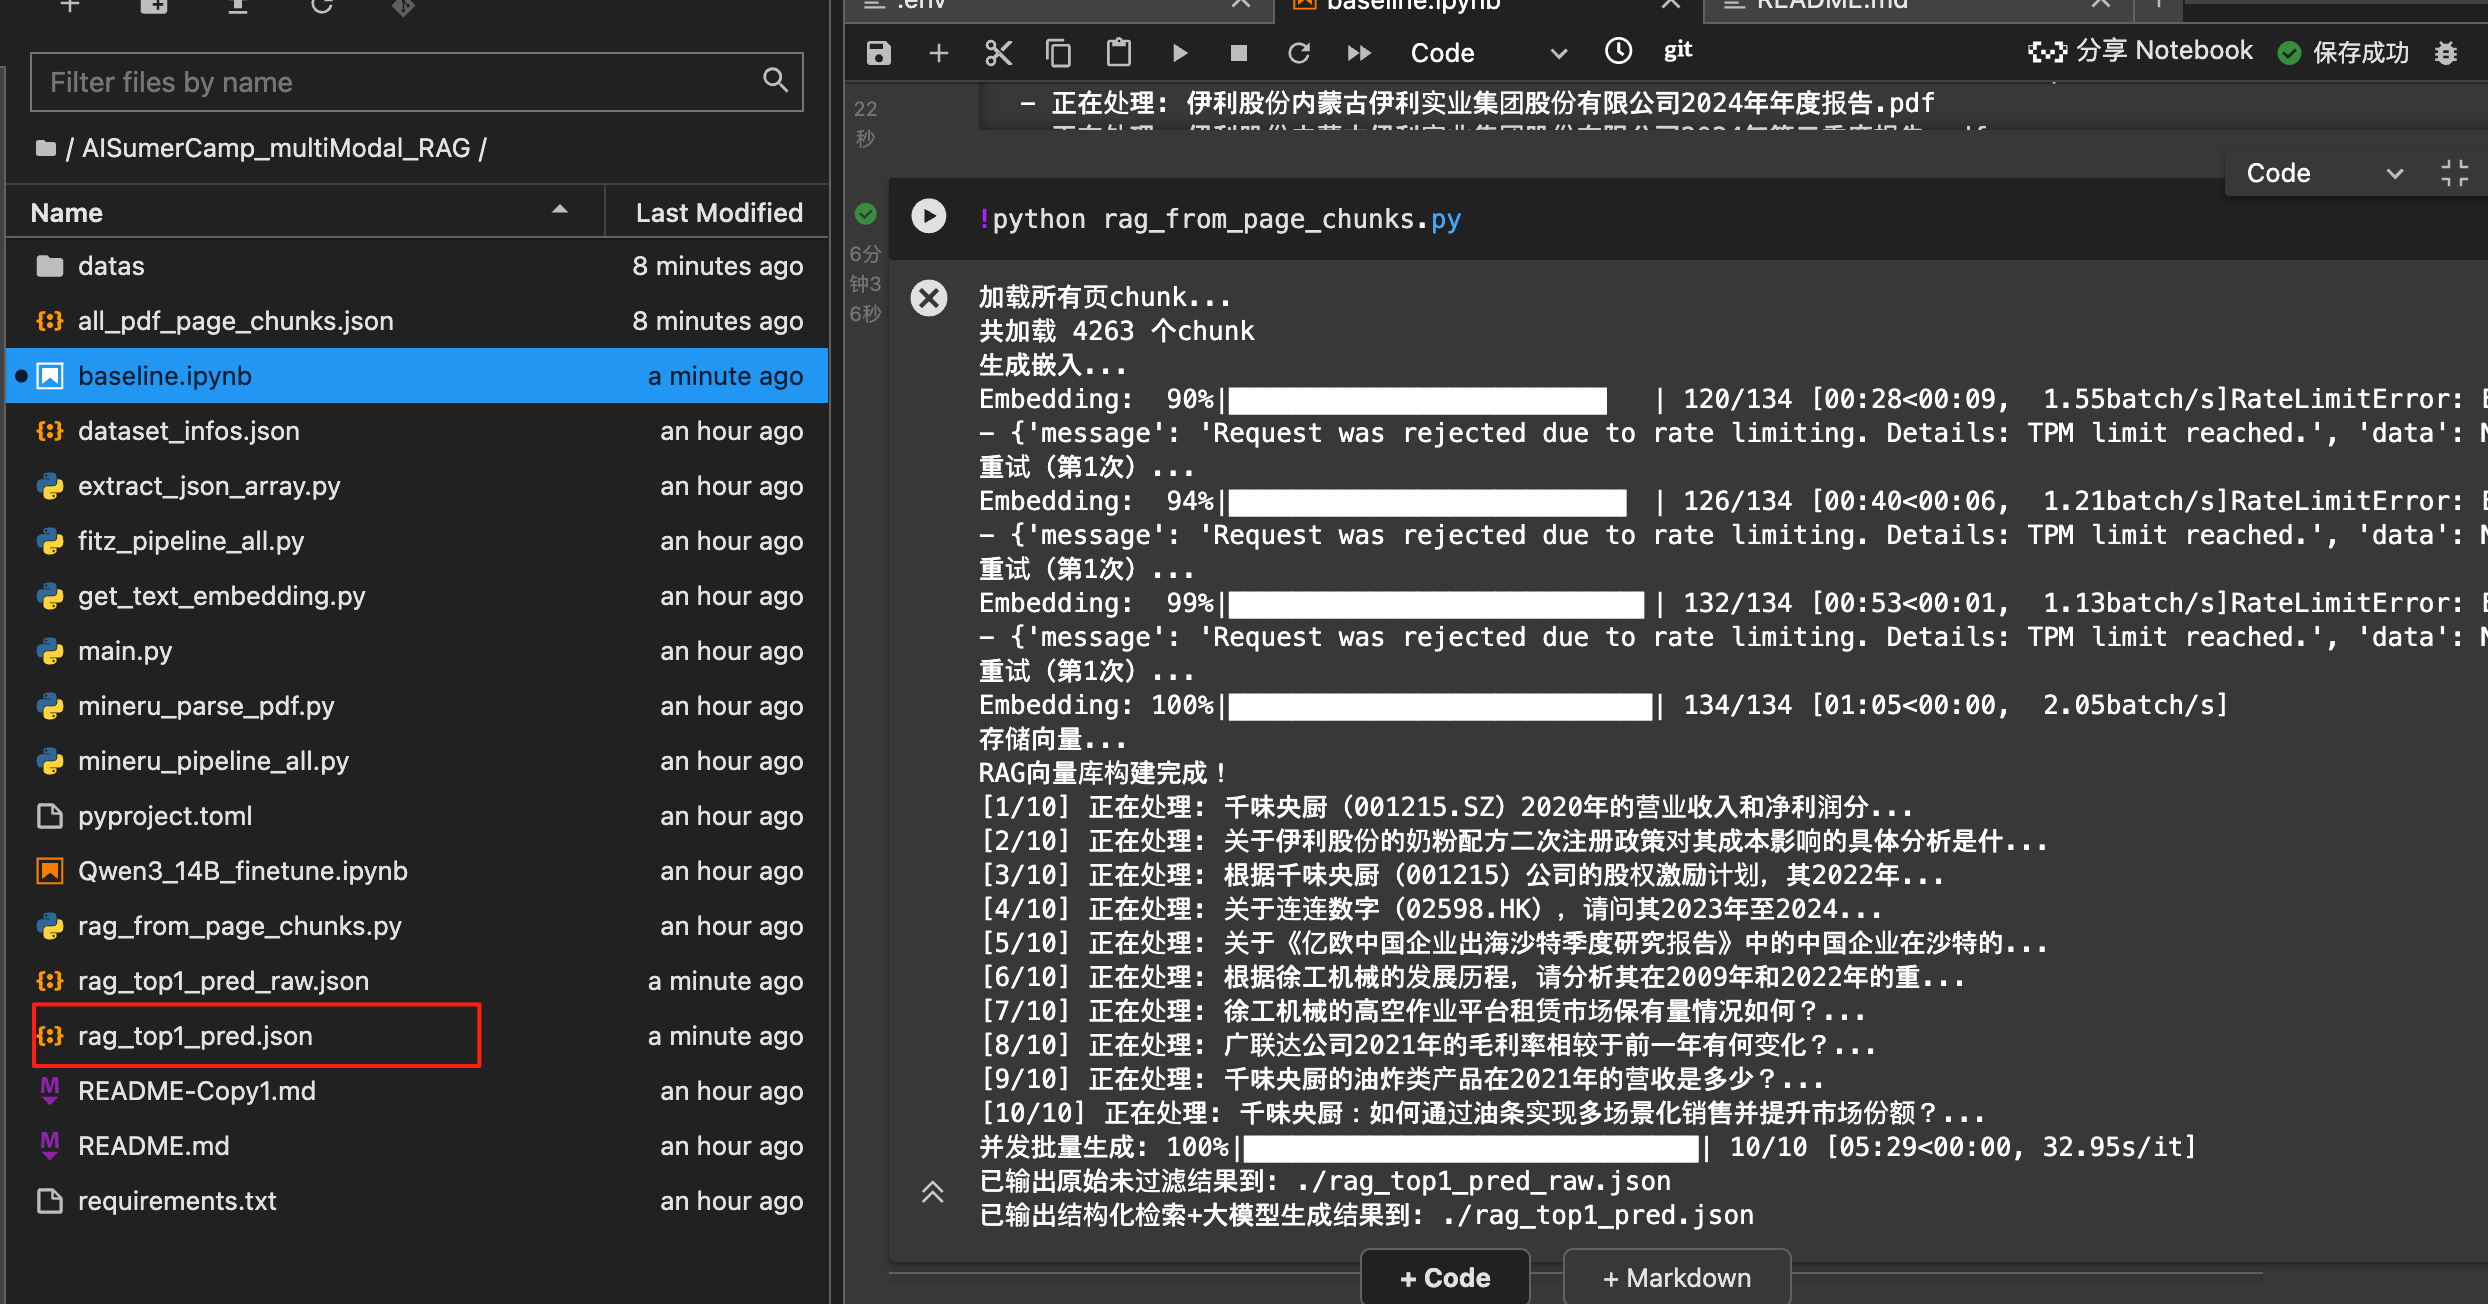 Filter files by name
/ AISumerCamp_multiModal_RAG /
Name
Last Modified
datas
8 minutes ago
all_pdf_page_chunks.json
8 minutes ago
baseline.ipynb
a minute ago
dataset_infos.json
an hour ago
extract_json_array.py
an hour ago
fitz_pipeline_all.py
an hour ago
get_text_embedding.py
an hour ago
main.py
an hour ago
mineru_parse_pdf.py
an hour ago
mineru_pipeline_all.py
an hour ago
pyproject.toml
an hour ago
Qwen3_14B_finetune.ipynb
an hour ago
rag_from_page_chunks.py
an hour ago
rag_top1_pred_raw.json
a minute ago
rag_top1_pred.json
a minute ago
README-Copy1.md
an hour ago
README.md
an hour ago
requirements.txt
an hour ago
.env
baseline.ipynb
README.md
Code
git
分享 Notebook
保存成功
22
秒
- 正在处理: 伊利股份内蒙古伊利实业集团股份有限公司2024年年度报告.pdf
Code
6分
钟3
6秒
!python rag_from_page_chunks.py
加载所有页chunk...
共加载 4263 个chunk
生成嵌入...
Embedding:  90%| | 120/134 [00:28<00:09,  1.55batch/s]RateLimitError:
- {'message': 'Request was rejected due to rate limiting. Details: TPM limit reached.', 'data':
重试（第1次）...
Embedding:  94%| | 126/134 [00:40<00:06,  1.21batch/s]RateLimitError:
- {'message': 'Request was rejected due to rate limiting. Details: TPM limit reached.', 'data':
重试（第1次）...
Embedding:  99%| | 132/134 [00:53<00:01,  1.13batch/s]RateLimitError:
- {'message': 'Request was rejected due to rate limiting. Details: TPM limit reached.', 'data':
重试（第1次）...
Embedding: 100%| | 134/134 [01:05<00:00,  2.05batch/s]
存储向量...
RAG向量库构建完成！
[1/10] 正在处理: 千味央厨（001215.SZ）2020年的营业收入和净利润分...
[2/10] 正在处理: 关于伊利股份的奶粉配方二次注册政策对其成本影响的具体分析是什...
[3/10] 正在处理: 根据千味央厨（001215）公司的股权激励计划，其2022年...
[4/10] 正在处理: 关于连连数字（02598.HK），请问其2023年至2024...
[5/10] 正在处理: 关于《亿欧中国企业出海沙特季度研究报告》中的中国企业在沙特的...
[6/10] 正在处理: 根据徐工机械的发展历程，请分析其在2009年和2022年的重...
[7/10] 正在处理: 徐工机械的高空作业平台租赁市场保有量情况如何？...
[8/10] 正在处理: 广联达公司2021年的毛利率相较于前一年有何变化？...
[9/10] 正在处理: 千味央厨的油炸类产品在2021年的营收是多少？...
[10/10] 正在处理: 千味央厨：如何通过油条实现多场景化销售并提升市场份额？...
并发批量生成: 100%| | 10/10 [05:29<00:00, 32.95s/it]
已输出原始未过滤结果到: ./rag_top1_pred_raw.json
已输出结构化检索+大模型生成结果到: ./rag_top1_pred.json
+ Code
+ Markdown